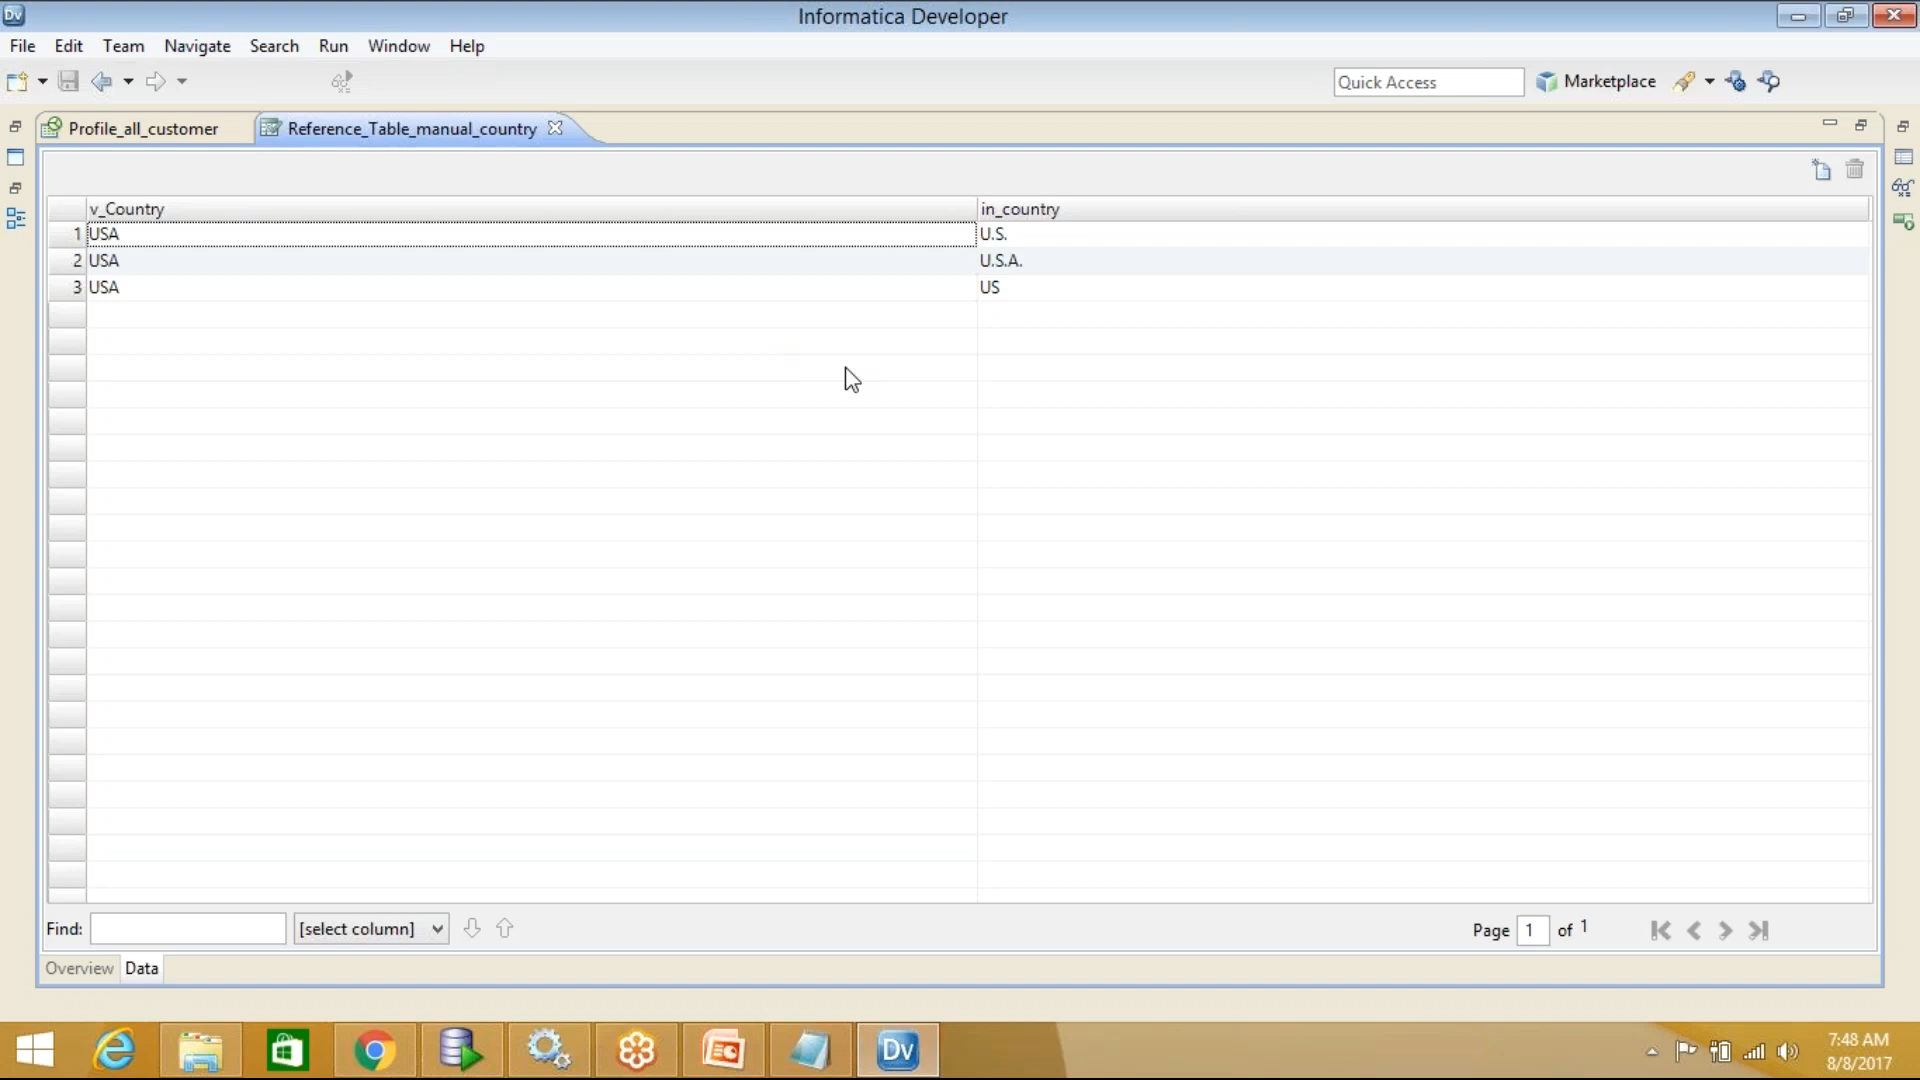 Dv Informatica Developer
File Edit Team Navigate Search Run Window Help
Quick Access Marketplace
Profile_all_customer Reference_Table_manual_country
v_Country in_country
1 USA U.S.
2 USA U.S.A.
3 USA US
Find: [select column] Page 1 of 1
Overview Data
Dv 7:48 AM
8/8/2017